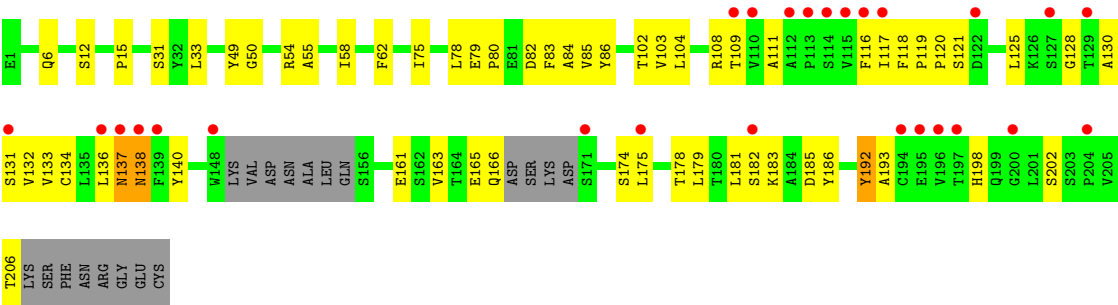 E1 Q6 S12 P15 S31 Y32 L33 Y49 G50 R54 A55 I58 F62 I75 L78 E79 P80 E81 D82 F83 A84 V85 Y86 T102 V103 L104 R108 T109 V110 A111 A112 P113 S114 V115 F116 I117 F118 P119 P120 S121 D122 L125 K126 S127 G128 T129 A130
S131 V132 V133 C134 L135 L136 N137 N138 F139 Y140 W148 LYS VAL ASP ASN ALA LEU GLN S156 E161 S162 V163 T164 E165 Q166 ASP SER LYS ASP S171 S174 L175 T178 L179 T180 L181 S182 K183 A184 D185 Y186 Y192 A193 C194 E195 V196 T197 H198 Q199 G200 L201 S202 S203 P204 V205
T206 LYS SER PHE ASN ARG GLY GLU CYS